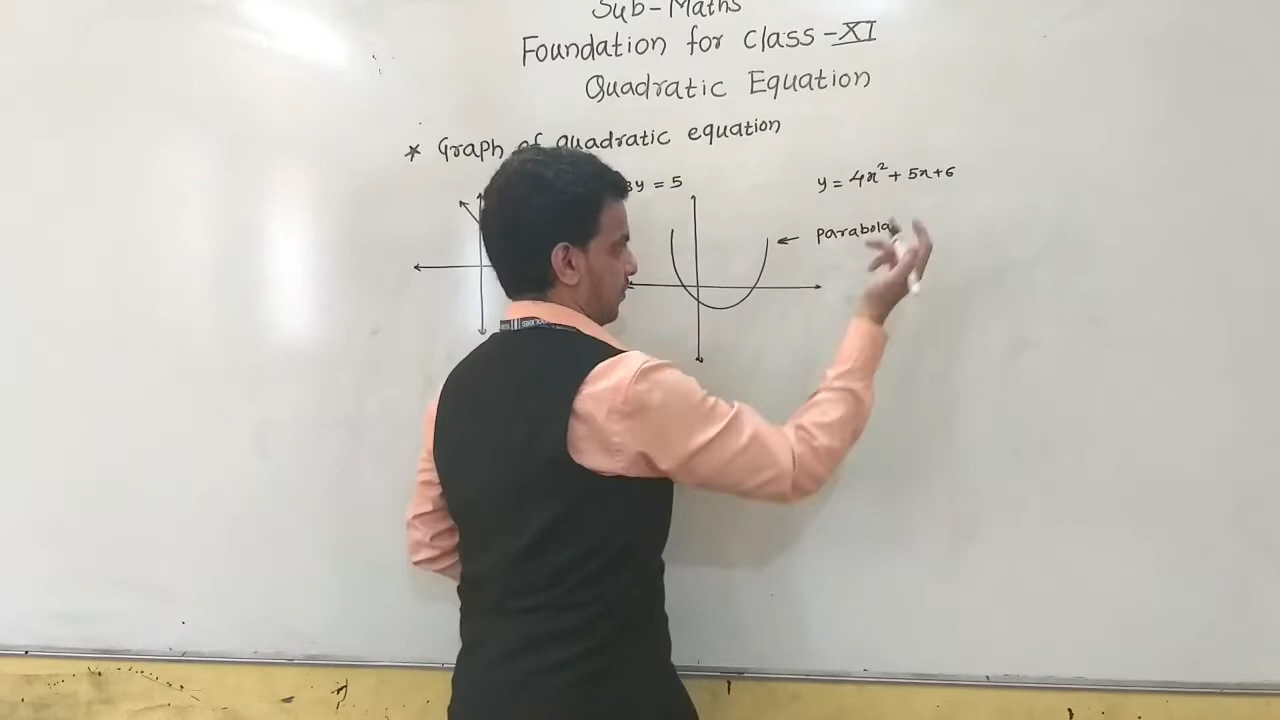 Sub-Maths
Foundation for class-XI
Quadratic Equation
* Graph of quadratic equation
3y = 5
y = 4x² + 5x+6
← parabola